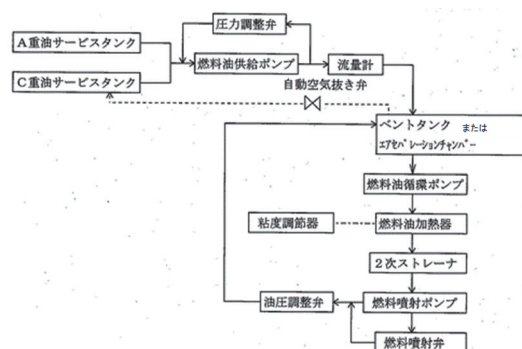 圧力調整弁
A重油サービスタンク
燃料油供給ポンプ
流量計
C重油サービスタンク
自動空気抜き弁
ベントタンク または
エアセパレーションチャンバー
燃料油循環ポンプ
粘度調節器
燃料油加熱器
2次ストレーナ
油圧調整弁
燃料噴射ポンプ
燃料噴射弁